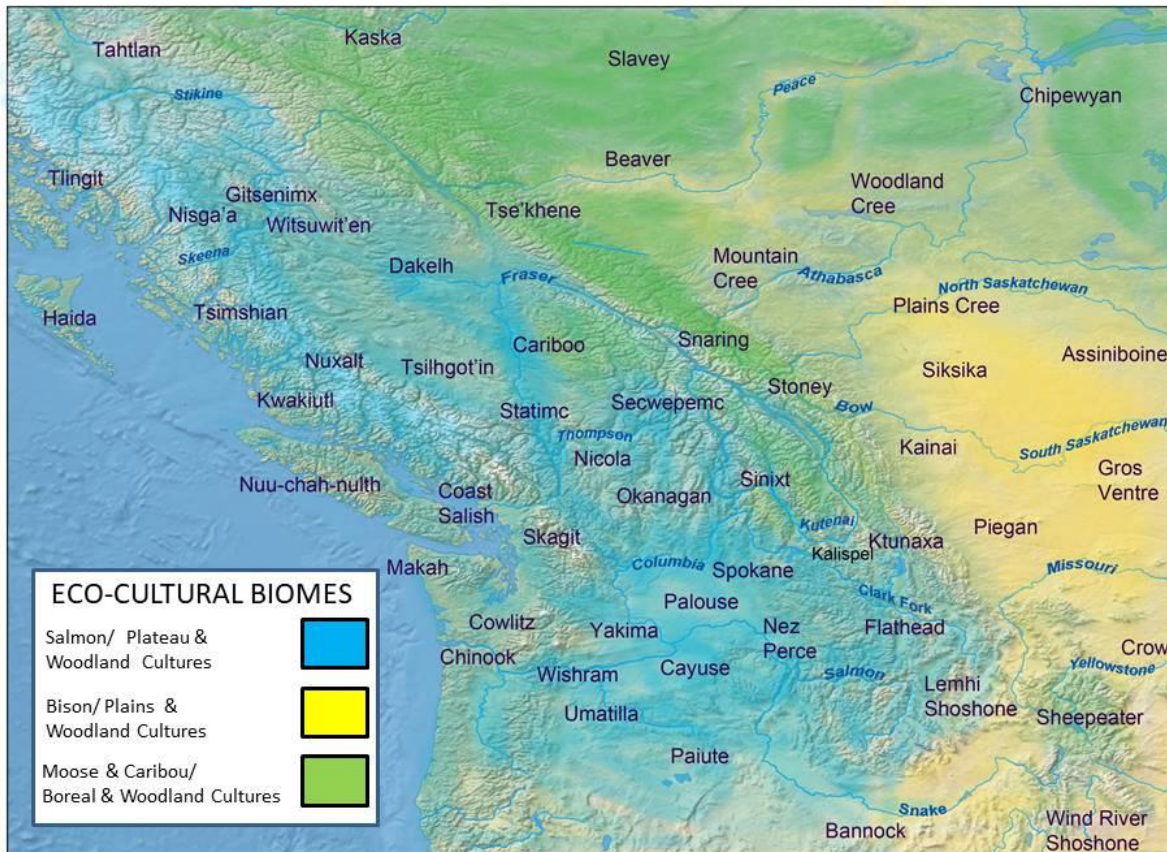 Tahtlan
Kaska
Slavey
Peace
Chipewyan
Stikine
Beaver
Tlingit
Gitsenimx
Nisga'a
Witsuwit'en
Tse'khene
Woodland
Cree
Skeena
Dakelh
Fraser
Mountain
Cree
Athabasca
North Saskatchewan
Plains Cree
Haida
Tsimshian
Cariboo
Snaring
Assiniboine
Nuxalt
Tsilhgot'in
Siksika
Kwakiutl
Statimc
Secwepemc
Stoney
Bow
Thompson
Nicola
Kainai
South Saskatchewan
Nuu-chah-nulth
Coast
Salish
Okanagan
Sinixt
Gros
Ventre
Skagit
Kutenai
Ktunaxa
Piegan
Makah
Columbia
Spokane
Kalispel
Missouri
Palouse
Clark Fork
Cowlitz
Yakima
Nez
Perce
Flathead
Chinook
Wishram
Cayuse
Salmon
Crow
Yellowstone
Umatilla
Lemhi
Shoshone
Sheepeater
Paiute
Snake
Bannock
Wind River
Shoshone
ECO-CULTURAL BIOMES
Salmon/ Plateau &
Woodland Cultures
Bison/ Plains &
Woodland Cultures
Moose & Caribou/
Boreal & Woodland Cultures